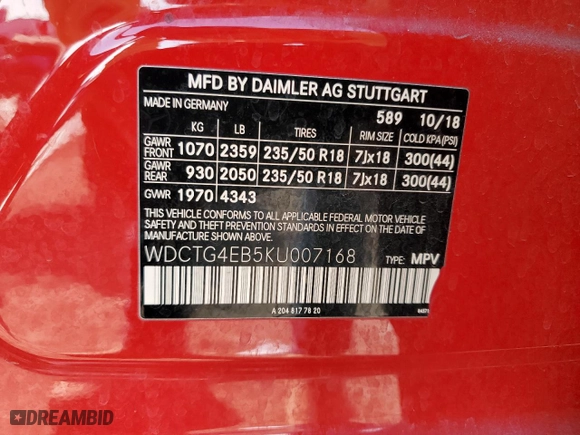 MFD BY DAIMLER AG STUTTGART
MADE IN GERMANY 589 10/18
KG LB TIRES RIM SIZE COLD KPA(PSI)
GAWR FRONT 1070 2359 235/50 R18 7Jx18 300(44)
GAWR REAR 930 2050 235/50 R18 7Jx18 300(44)
GVWR 1970 4343
THIS VEHICLE CONFORMS TO ALL APPLICABLE FEDERAL MOTOR VEHICLE
SAFETY AND THEFT PREVENTION STANDARDS IN EFFECT ON THE DATE OF
MANUFACTURE SHOWN ABOVE.
WDCTG4EB5KU007168 TYPE: MPV
A 204 817 78 20
DREAMBID